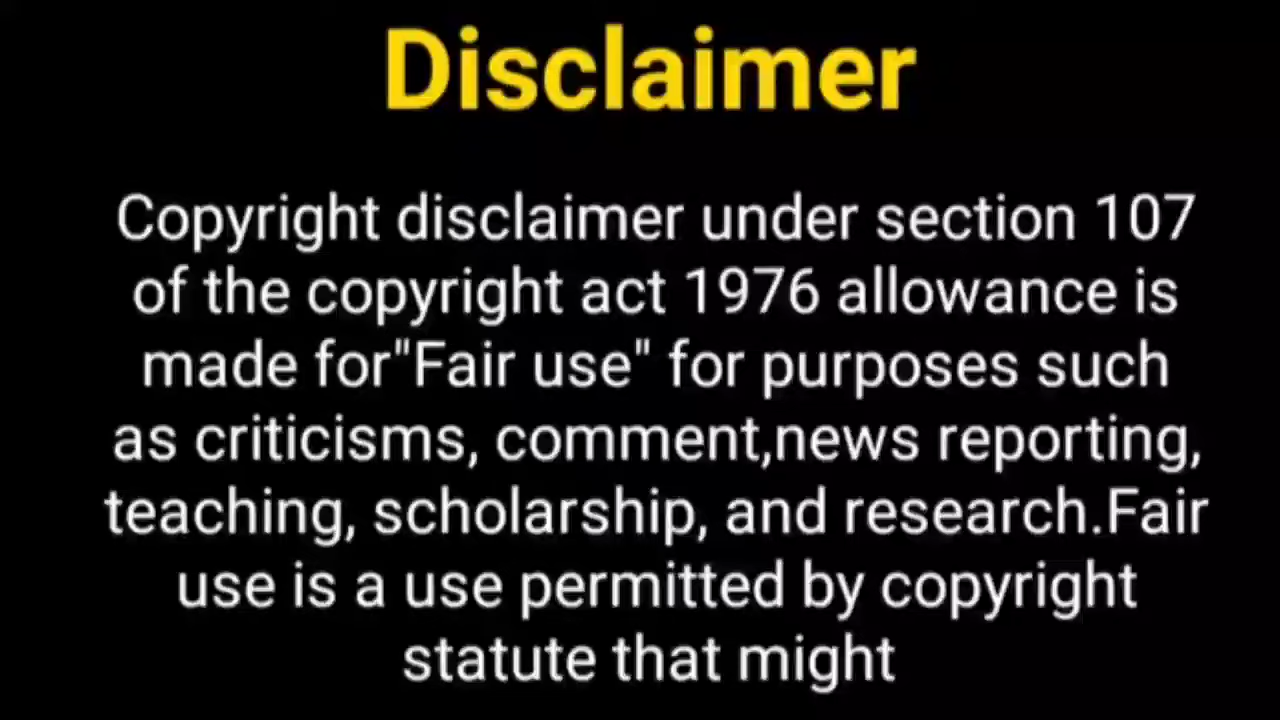 Disclaimer
Copyright disclaimer under section 107
of the copyright act 1976 allowance is
made for"Fair use" for purposes such
as criticisms, comment,news reporting,
teaching, scholarship, and research.Fair
use is a use permitted by copyright
statute that might